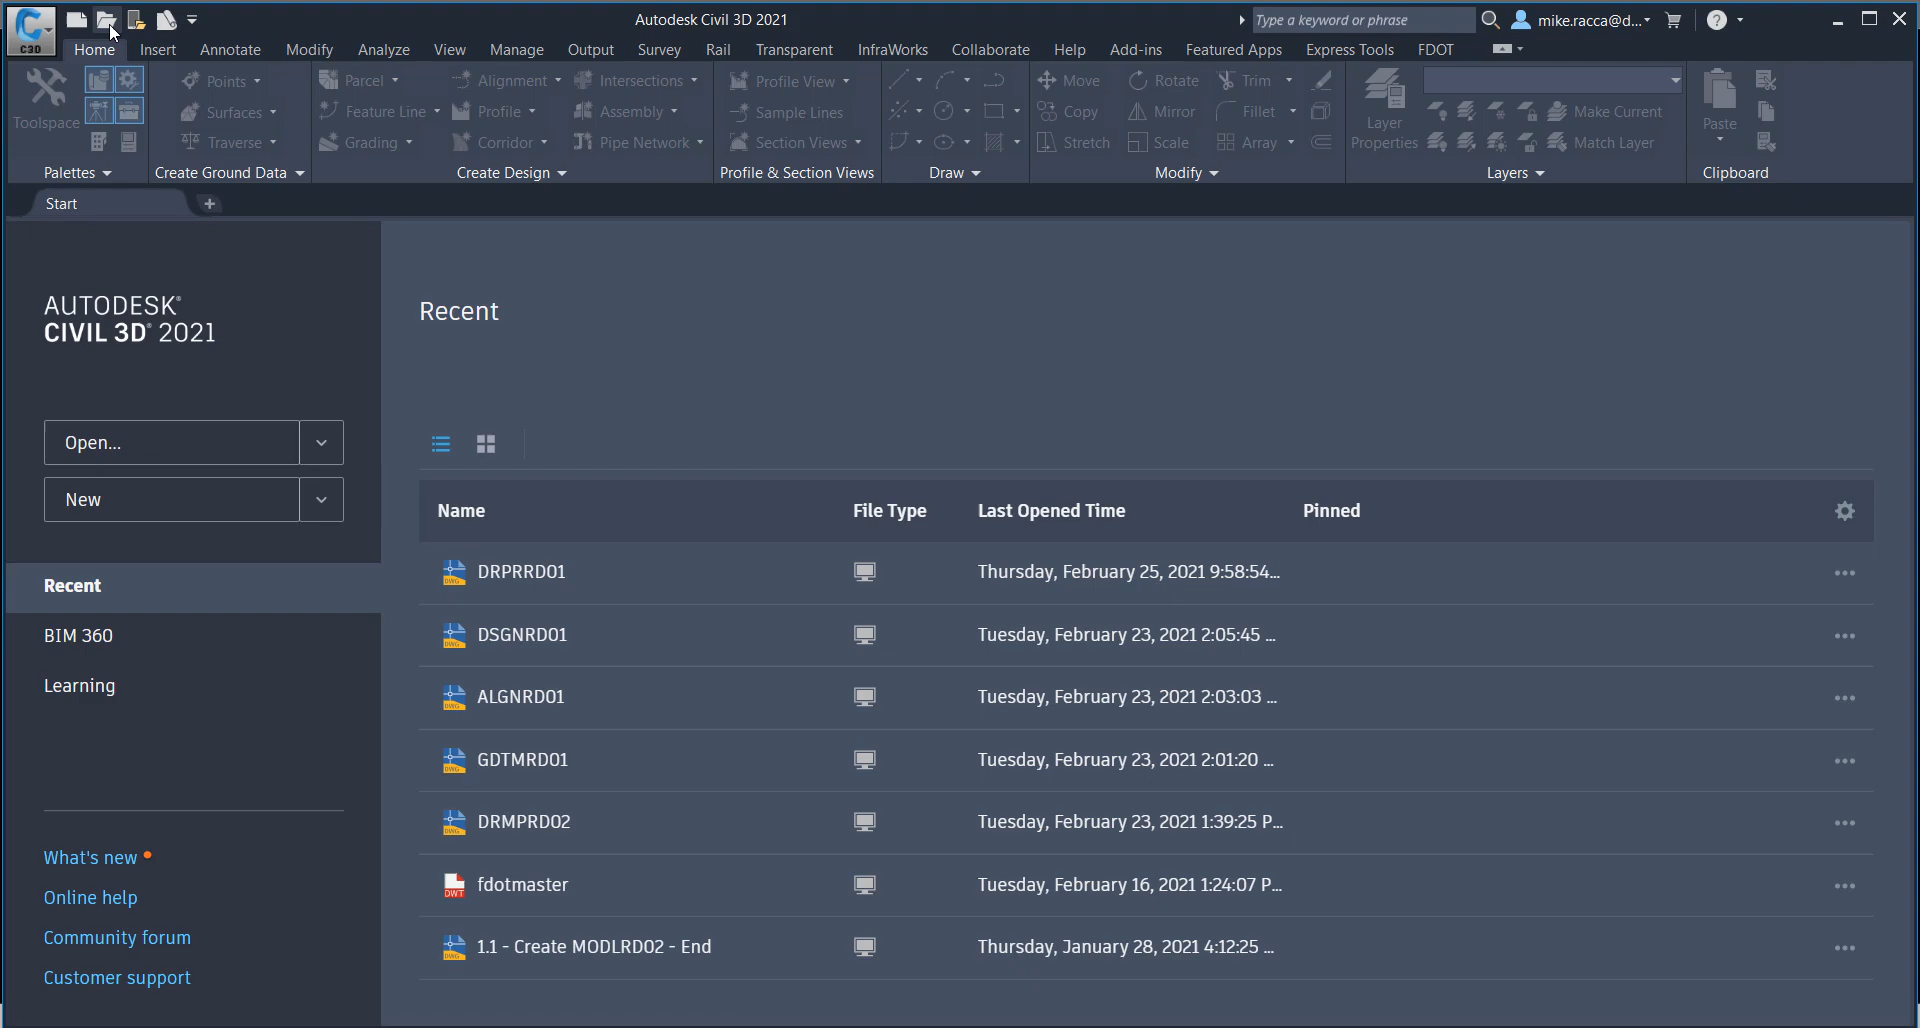 Autodesk Civil 3D 2021
Type a keyword or phrase
mike.racca@d...
C3D
Home Insert Annotate Modify Analyze View Manage Output Survey Rail Transparent InfraWorks Collaborate Help Add-ins Featured Apps Express Tools FDOT
Points Parcel Alignment Intersections Profile View Move Rotate Trim
Toolspace Surfaces Feature Line Profile Assembly Sample Lines Copy Mirror Fillet Layer Properties Make Current Paste
Traverse Grading Corridor Pipe Network Section Views Stretch Scale Array Match Layer
Palettes Create Ground Data Create Design Profile & Section Views Draw Modify Layers Clipboard
Start
AUTODESK®
CIVIL 3D® 2021
Open...
New
Recent
BIM 360
Learning
What's new
Online help
Community forum
Customer support
Recent
Name File Type Last Opened Time Pinned
DWG DRPRRD01 Thursday, February 25, 2021 9:58:54...
DWG DSGNRD01 Tuesday, February 23, 2021 2:05:45 ...
DWG ALGNRD01 Tuesday, February 23, 2021 2:03:03 ...
DWG GDTMRD01 Tuesday, February 23, 2021 2:01:20 ...
DWG DRMPRD02 Tuesday, February 23, 2021 1:39:25 P...
DWT fdotmaster Tuesday, February 16, 2021 1:24:07 P...
DWG 1.1 - Create MODLRD02 - End Thursday, January 28, 2021 4:12:25 ...